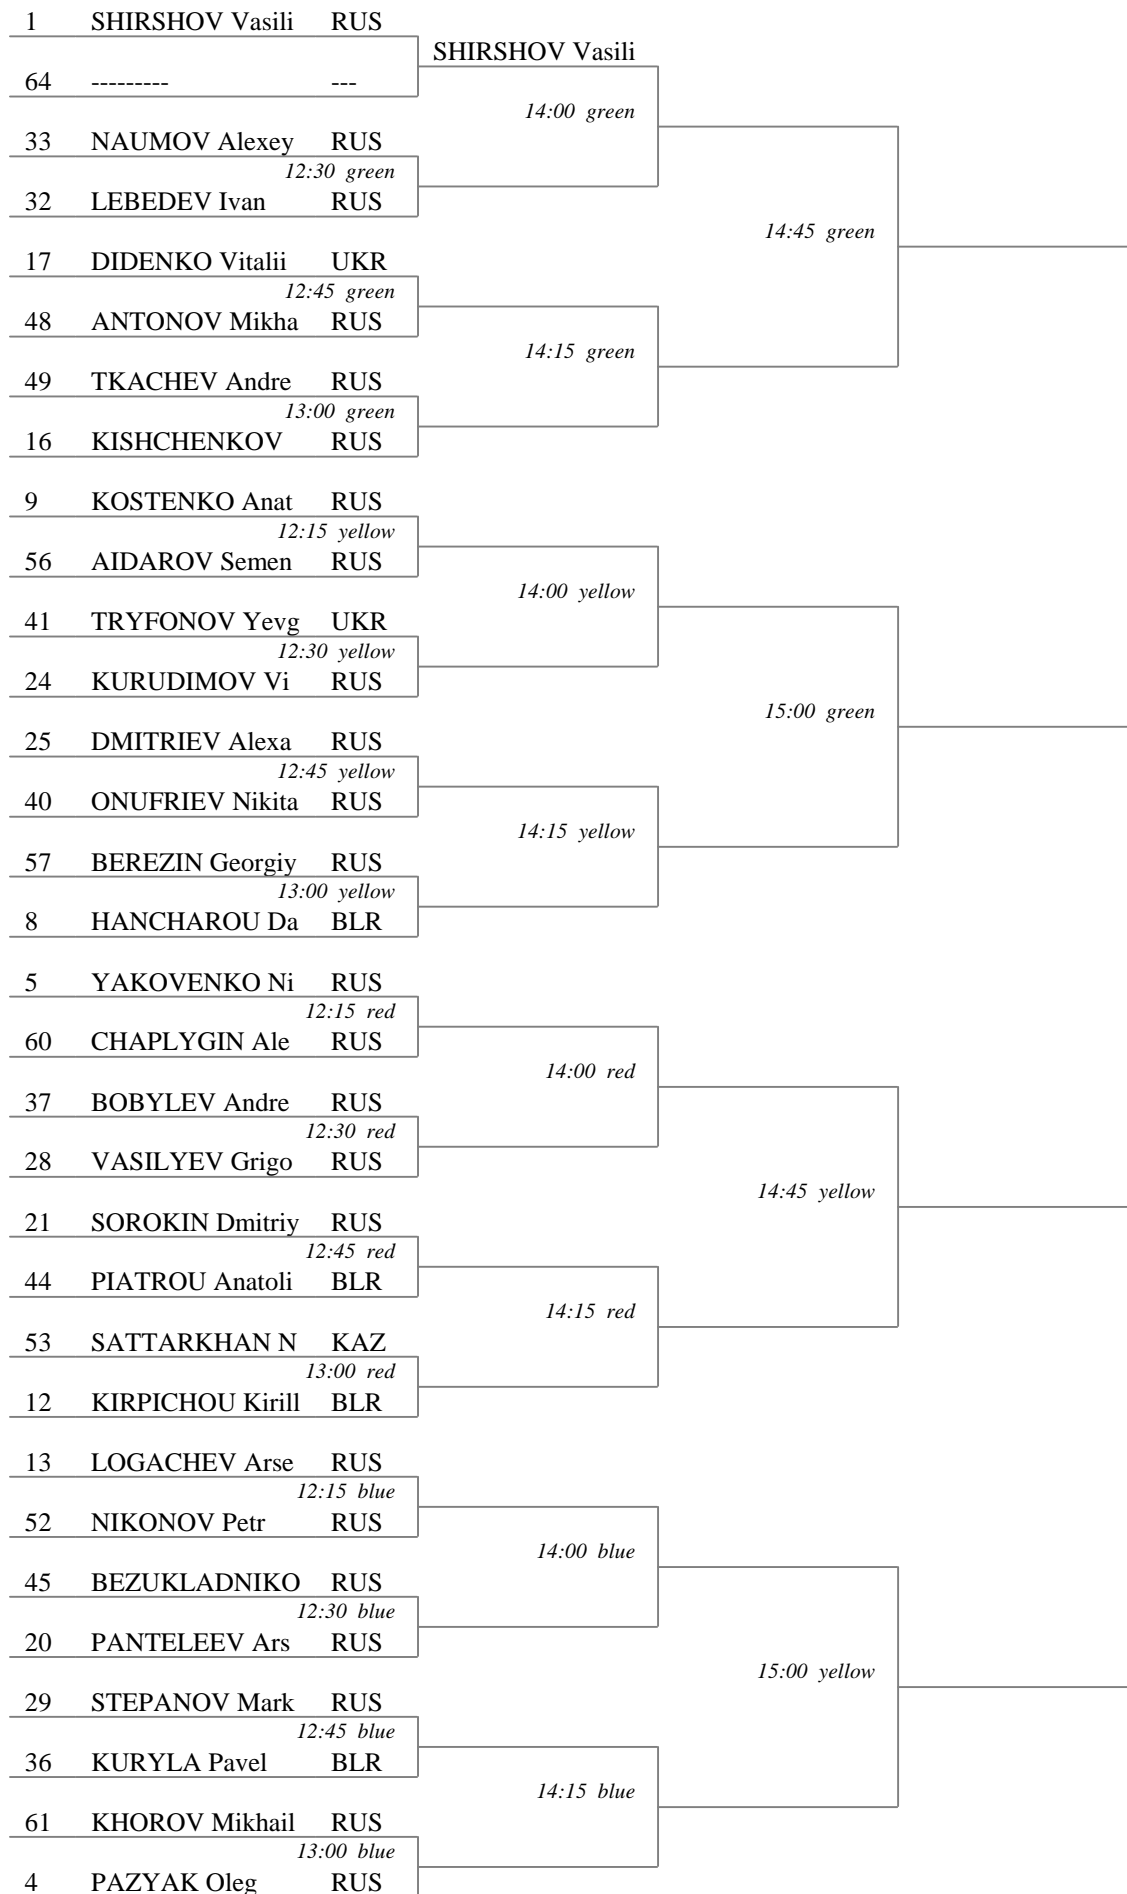 1 SHIRSHOV Vasili RUS
SHIRSHOV Vasili
64 --------- ---
14:00 green
33 NAUMOV Alexey RUS
12:30 green
32 LEBEDEV Ivan RUS
14:45 green
17 DIDENKO Vitalii UKR
12:45 green
48 ANTONOV Mikha RUS
14:15 green
49 TKACHEV Andre RUS
13:00 green
16 KISHCHENKOV RUS
9 KOSTENKO Anat RUS
12:15 yellow
56 AIDAROV Semen RUS
14:00 yellow
41 TRYFONOV Yevg UKR
12:30 yellow
24 KURUDIMOV Vi RUS
15:00 green
25 DMITRIEV Alexa RUS
12:45 yellow
40 ONUFRIEV Nikita RUS
14:15 yellow
57 BEREZIN Georgiy RUS
13:00 yellow
8 HANCHAROU Da BLR
5 YAKOVENKO Ni RUS
12:15 red
60 CHAPLYGIN Ale RUS
14:00 red
37 BOBYLEV Andre RUS
12:30 red
28 VASILYEV Grigo RUS
14:45 yellow
21 SOROKIN Dmitriy RUS
12:45 red
44 PIATROU Anatoli BLR
14:15 red
53 SATTARKHAN N KAZ
13:00 red
12 KIRPICHOU Kirill BLR
13 LOGACHEV Arse RUS
12:15 blue
52 NIKONOV Petr RUS
14:00 blue
45 BEZUKLADNIKO RUS
12:30 blue
20 PANTELEEV Ars RUS
15:00 yellow
29 STEPANOV Mark RUS
12:45 blue
36 KURYLA Pavel BLR
14:15 blue
61 KHOROV Mikhail RUS
13:00 blue
4 PAZYAK Oleg RUS